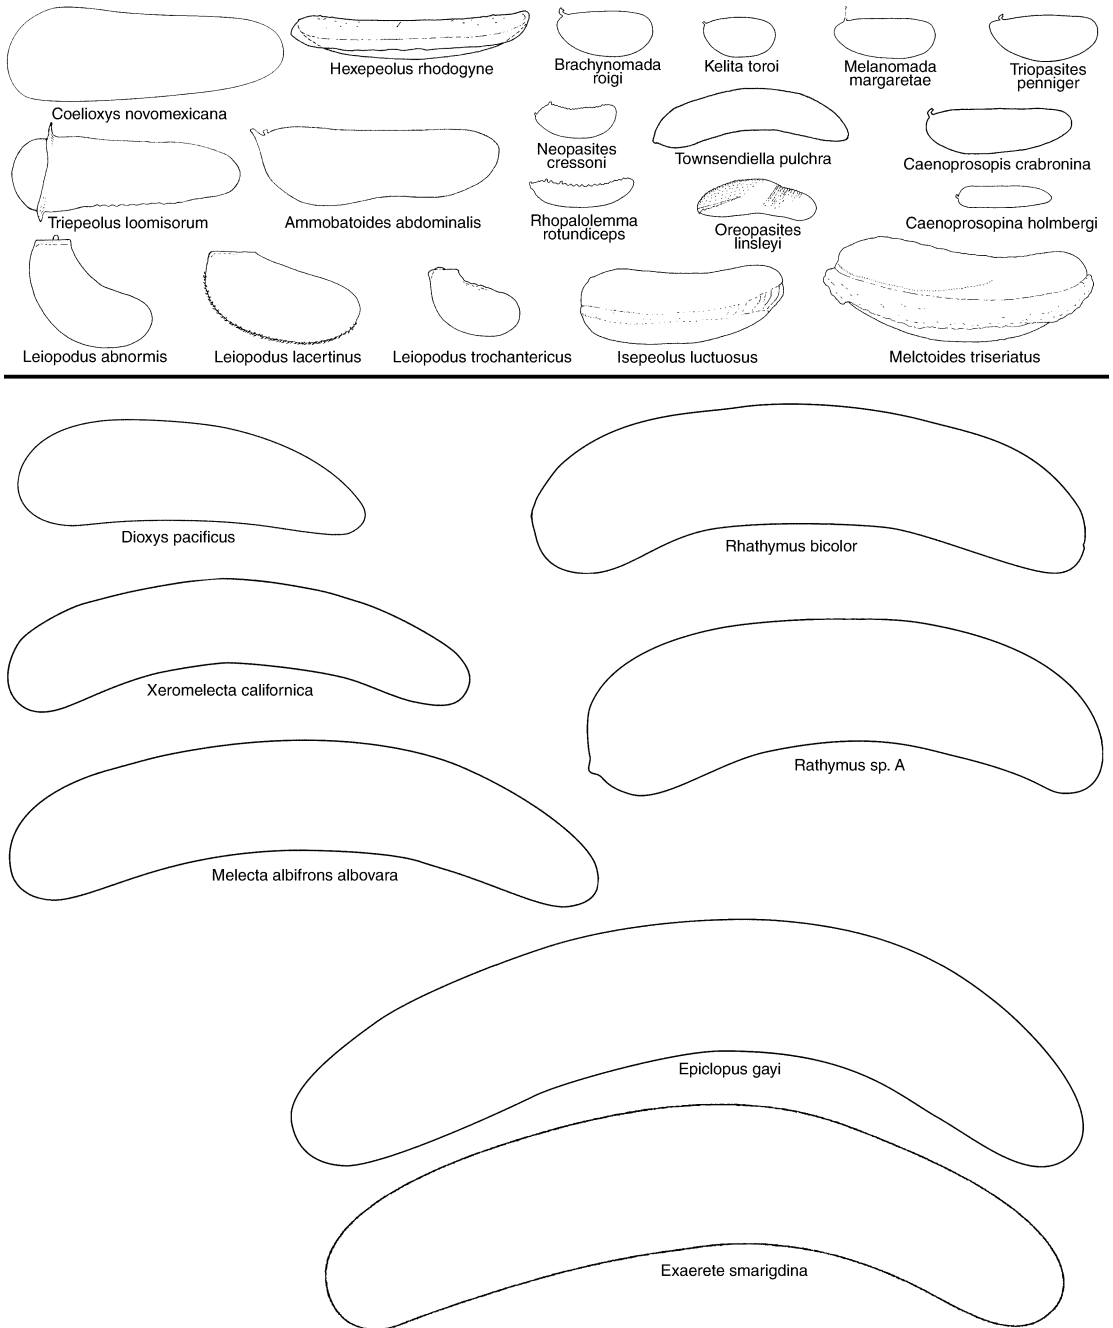 Hexepeolus rhodogyne
Brachynomada
roigi
Kelita toroi
Melanomada
margaretae
Triopasites
penniger
Coelioxys novomexicana
Neopasites
cressoni
Townsendiella pulchra
Caenoprosopis crabronina
Triepeolus loomisorum
Ammobatoides abdominalis
Rhopalolemma
rotundiceps
Oreopasites
linsleyi
Caenoprosopina holmbergi
Leiopodus abnormis
Leiopodus lacertinus
Leiopodus trochantericus
Isepeolus luctuosus
Melctoides triseriatus
Dioxys pacificus
Rhathymus bicolor
Xeromelecta californica
Rathymus sp. A
Melecta albifrons albovara
Epiclopus gayi
Exaerete smarigdina